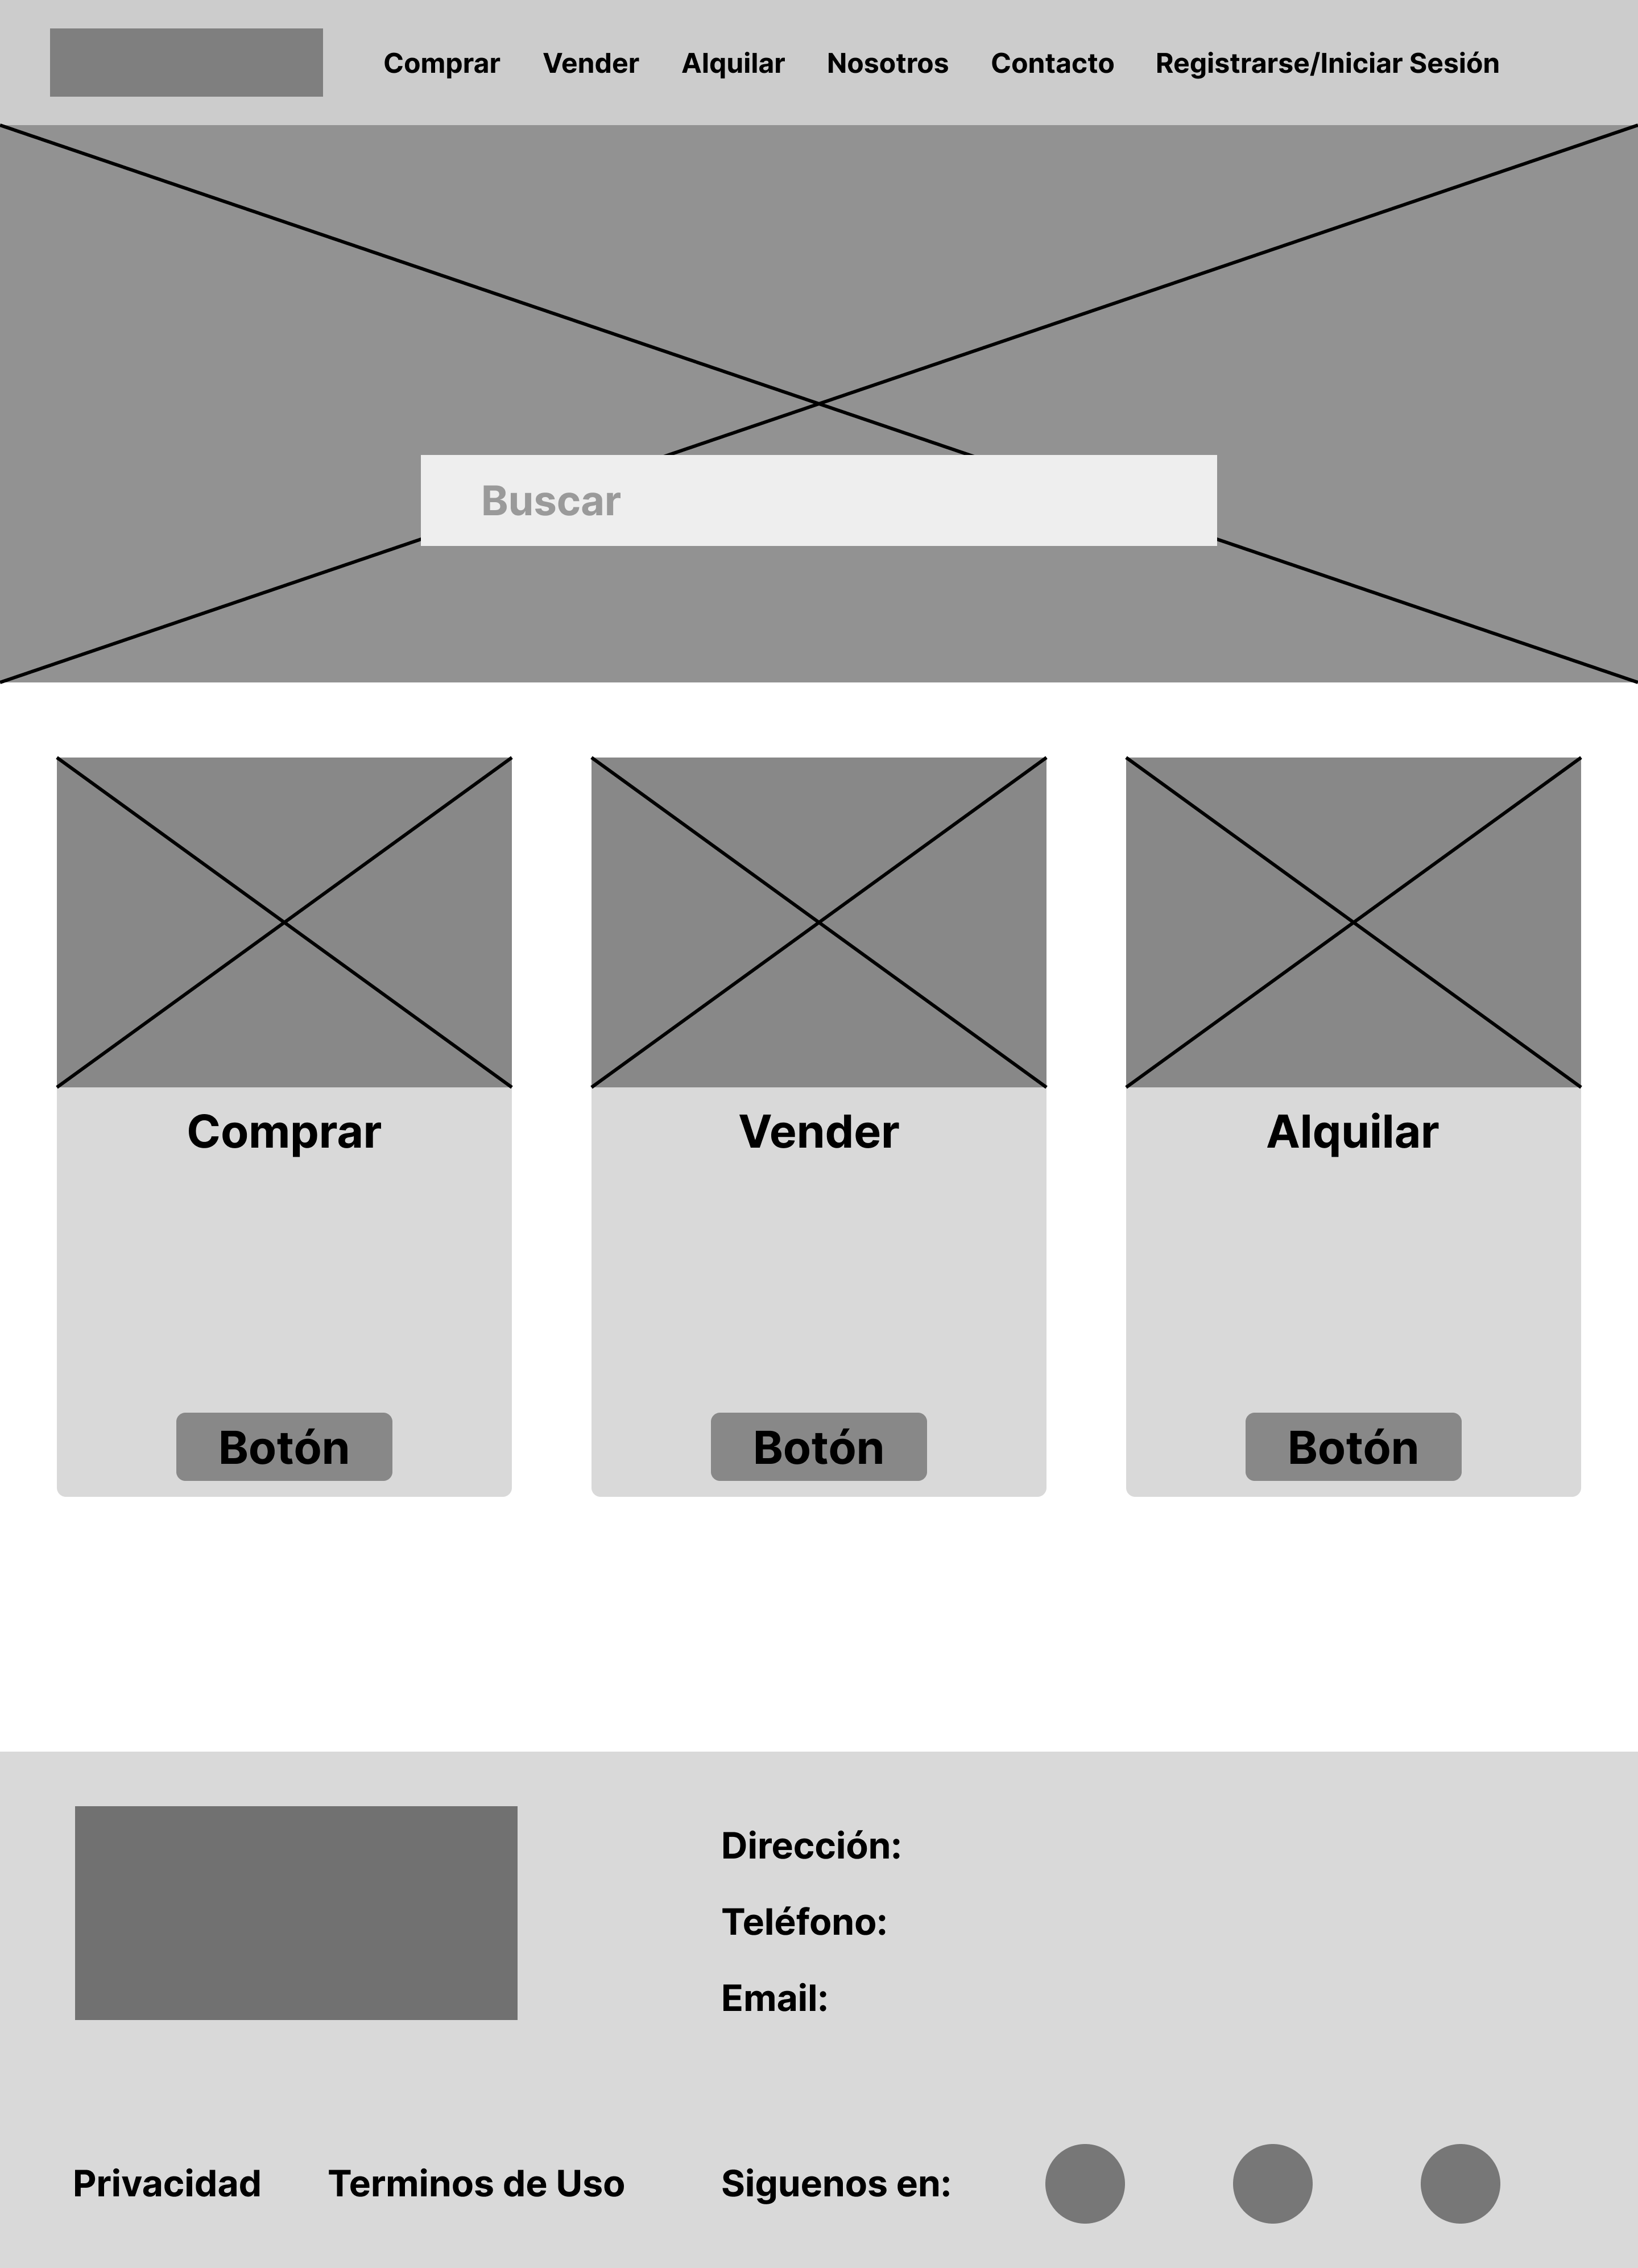 Comprar Vender Alquilar Nosotros Contacto Registrarse/Iniciar Sesión
Buscar
Comprar Vender Alquilar
Botón Botón Botón
Dirección:
Teléfono:
Email:
Privacidad Terminos de Uso Siguenos en: